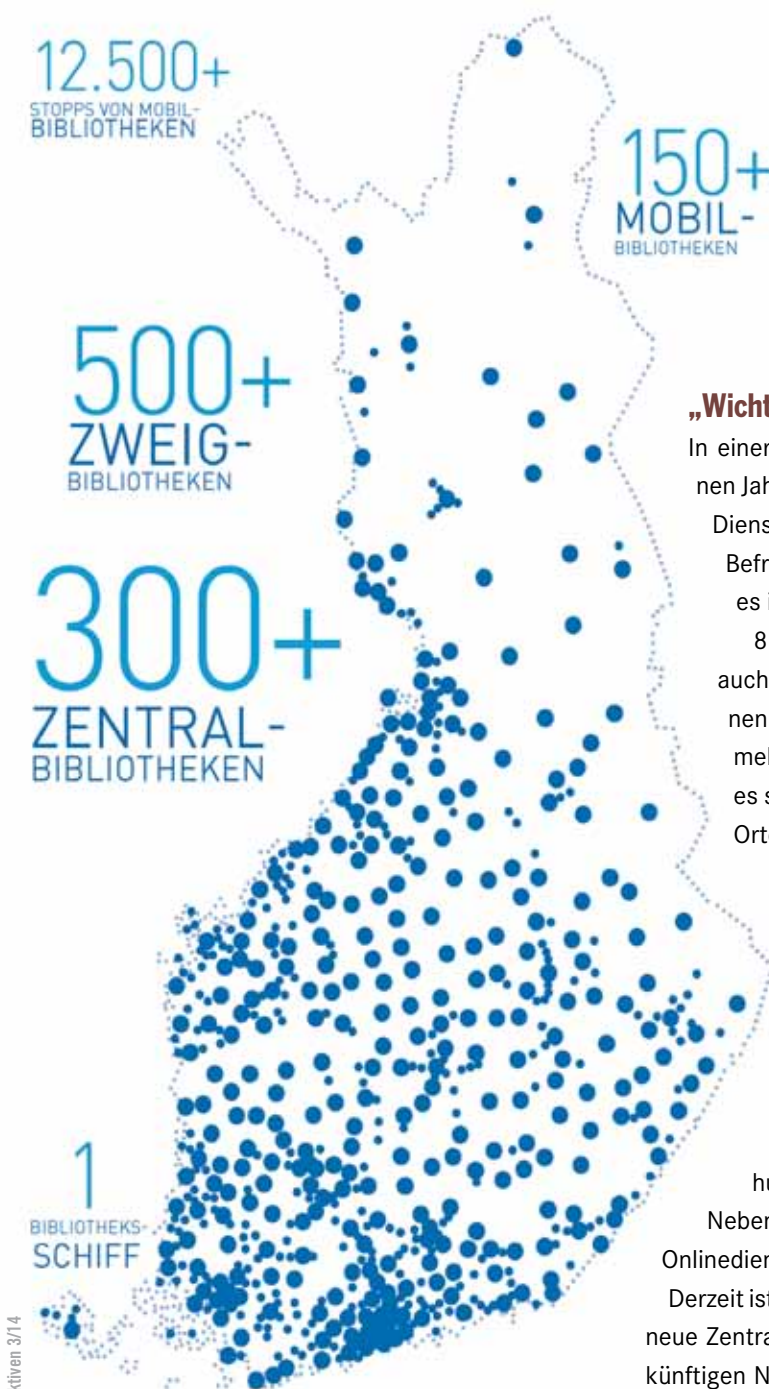 12.500+
STOPPS VON MOBIL-
BIBLIOTHEKEN
150+
MOBIL-
BIBLIOTHEKEN
500+
ZWEIG-
BIBLIOTHEKEN
300+
ZENTRAL-
BIBLIOTHEKEN
1
BIBLIOTHEKS-
SCHIFF
„Wicht
In einer
nen Jah
Diens
Befr
es i
8
auch
nen
meh
es s
Ort
hu
Neber
Onlinedier
Derzeit ist
neue Zentra
künftigen N
ktiven 3/14